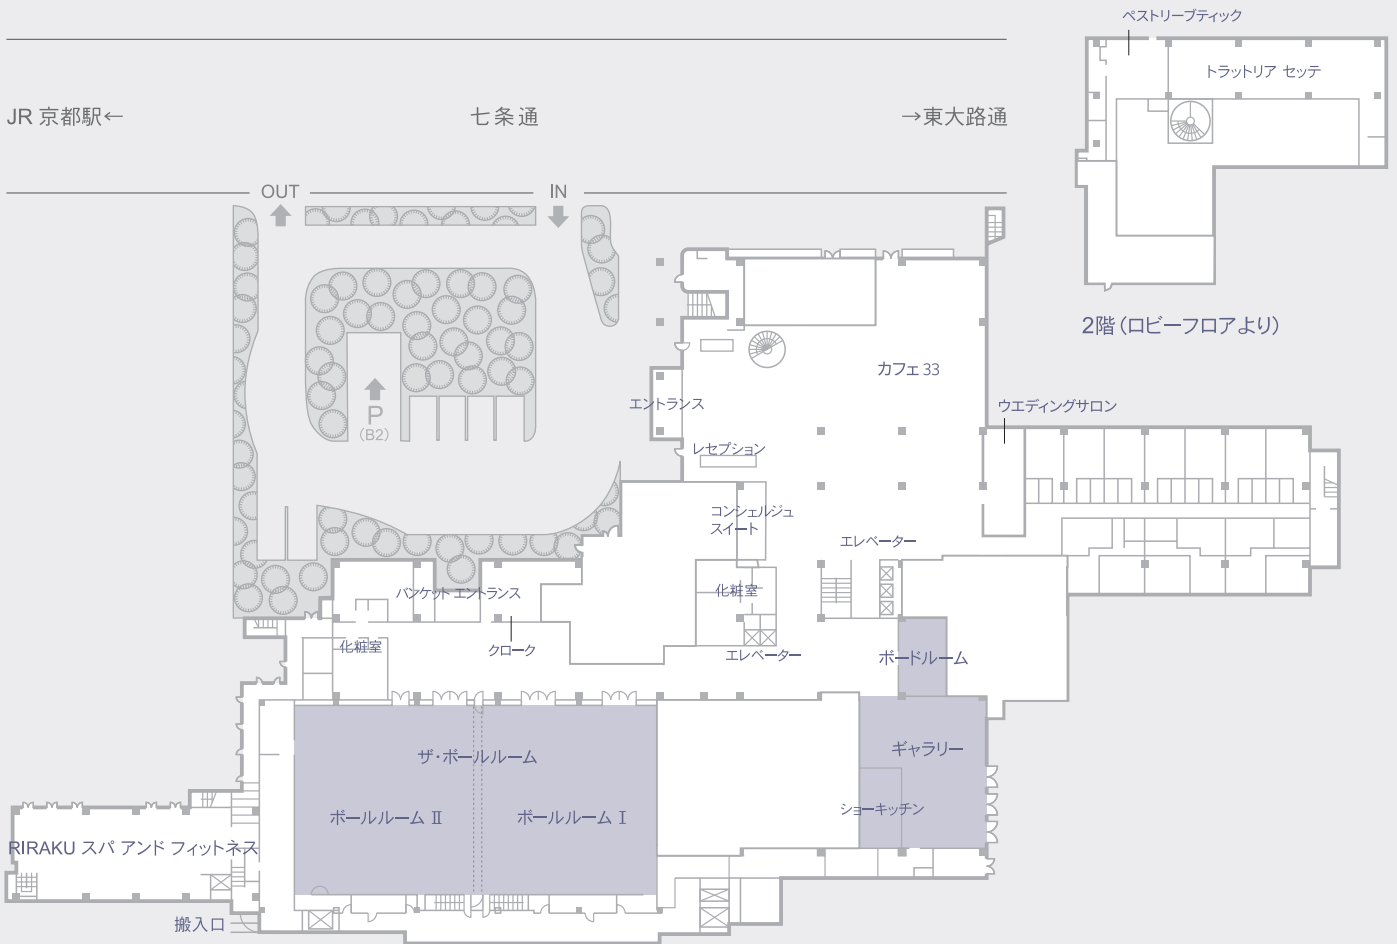 ペストリーブティック
トラットリア セッテ
JR 京都駅←
七条通
→東大路通
OUT
IN
2階(ロビーフロアより)
カフェ 33
エントランス
ウエディングサロン
P
(B2)
レセプション
コンシェルジュ
スイート
エレベーター
バンケット エントランス
化粧室
化粧室
クローク
エレベーター
ボードルーム
ギャラリー
ザ・ボールルーム
ショーキッチン
ボールルーム Ⅱ
ボールルーム Ⅰ
RIRAKU スパ アンド フィットネス
搬入口